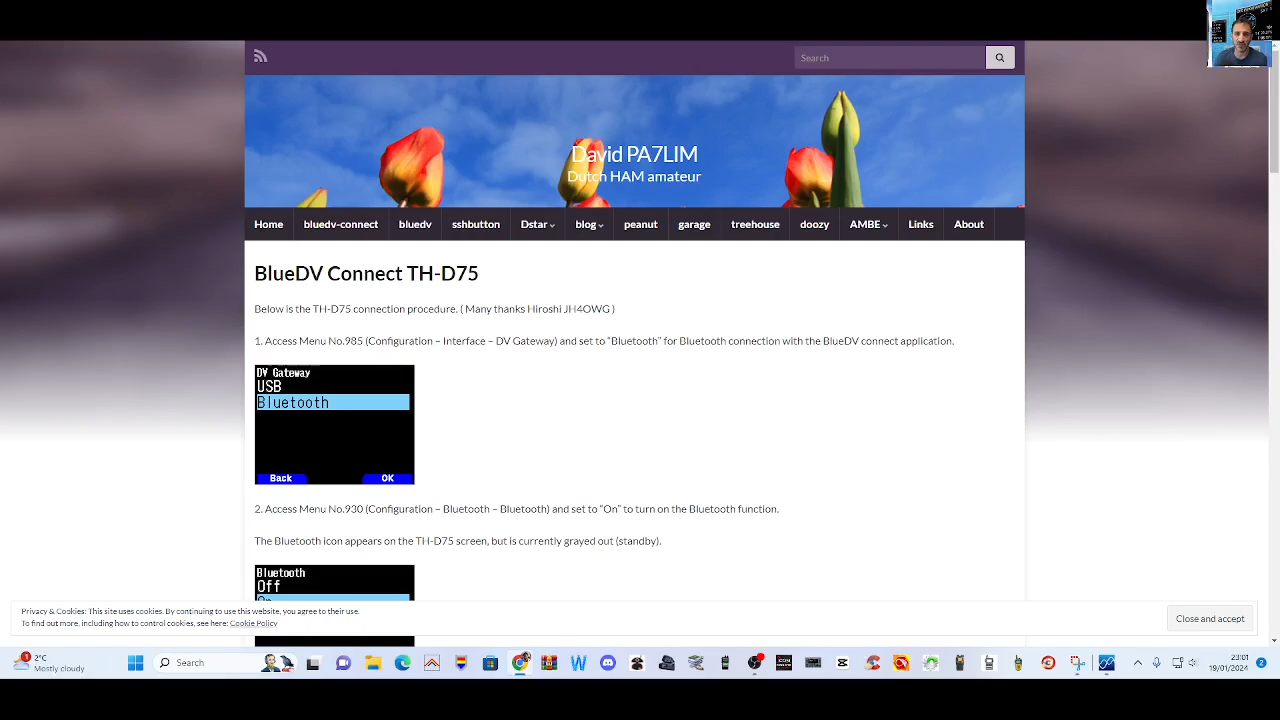 Search
David PA7LIM
Dutch HAM amateur
Home bluedv-connect bluedv sshbutton Dstar blog peanut garage treehouse doozy AMBE Links About
BlueDV Connect TH-D75
Below is the TH-D75 connection procedure. ( Many thanks Hiroshi JH4OWG )
1. Access Menu No.985 (Configuration – Interface – DV Gateway) and set to “Bluetooth” for Bluetooth connection with the BlueDV connect application.
DV Gateway
USB
Bluetooth
Back OK
2. Access Menu No.930 (Configuration – Bluetooth – Bluetooth) and set to “On” to turn on the Bluetooth function.
The Bluetooth icon appears on the TH-D75 screen, but is currently grayed out (standby).
Bluetooth
Off
On
Privacy & Cookies: This site uses cookies. By continuing to use this website, you agree to their use.
To find out more, including how to control cookies, see here: Cookie Policy
Close and accept
1
2°C
Mostly cloudy
Search
23:01
19/01/2024
2